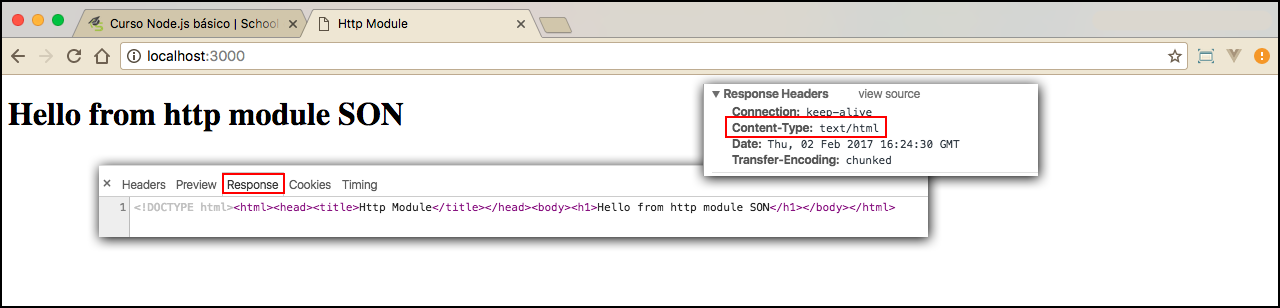 Curso Node.js básico | School
Http Module
localhost:3000
Hello from http module SON
Response Headers view source
Connection: keep-alive
Content-Type: text/html
Date: Thu, 02 Feb 2017 16:24:30 GMT
Transfer-Encoding: chunked
× Headers Preview Response Cookies Timing
1 <!DOCTYPE html><html><head><title>Http Module</title></head><body><h1>Hello from http module SON</h1></body></html>